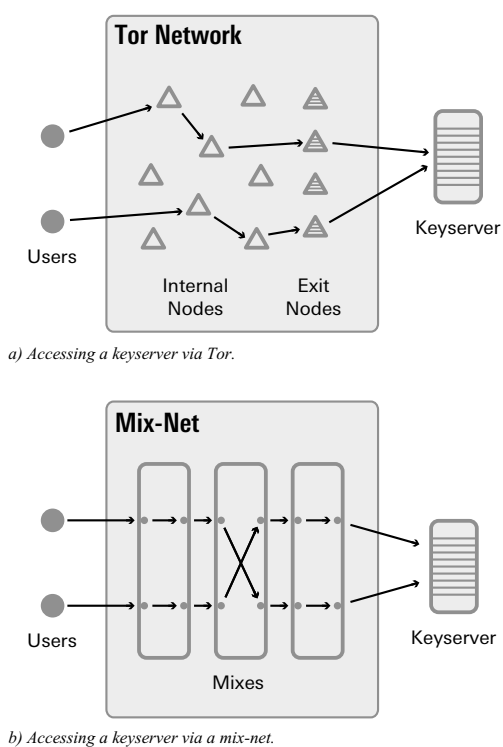 Tor Network
Users
Internal
Nodes
Exit
Nodes
Keyserver
a) Accessing a keyserver via Tor.
Mix-Net
Users
Mixes
Keyserver
b) Accessing a keyserver via a mix-net.